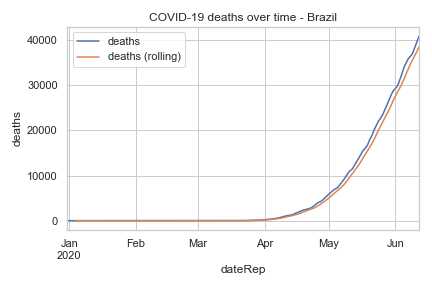 COVID-19 deaths over time - Brazil
deaths
deaths (rolling)
40000
30000
20000
10000
0
deaths
Jan Feb Mar Apr May Jun
2020
dateRep